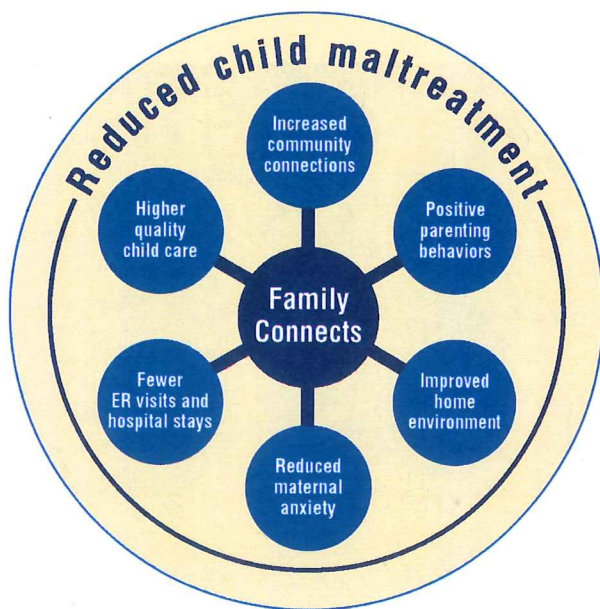 Reduced child maltreatment
Increased
community
connections
Positive
parenting
behaviors
Improved
home
environment
Reduced
maternal
anxiety
Fewer
ER visits and
hospital stays
Higher
quality
child care
Family
Connects